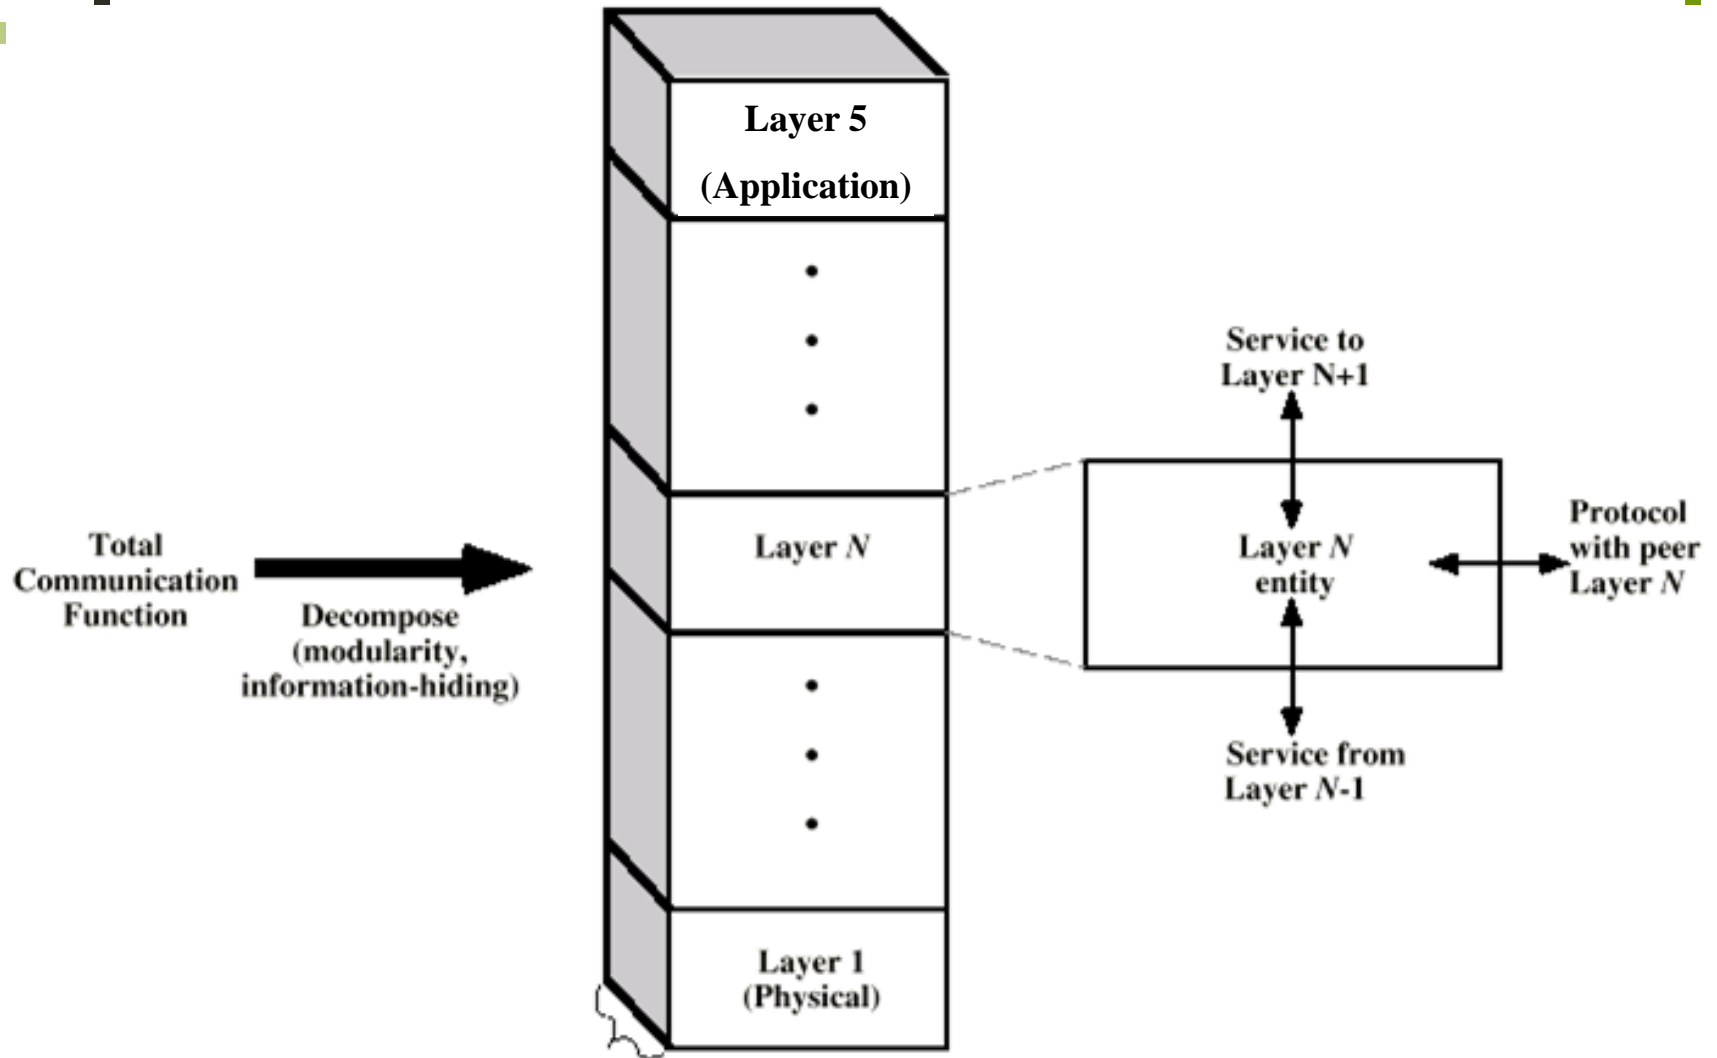 Layer 5
(Application)
Service to
Layer N+1
Total
Communication
Function
Decompose
(modularity,
information-hiding)
Layer N
Layer N
entity
Protocol
with peer
Layer N
Service from
Layer N-1
Layer 1
(Physical)